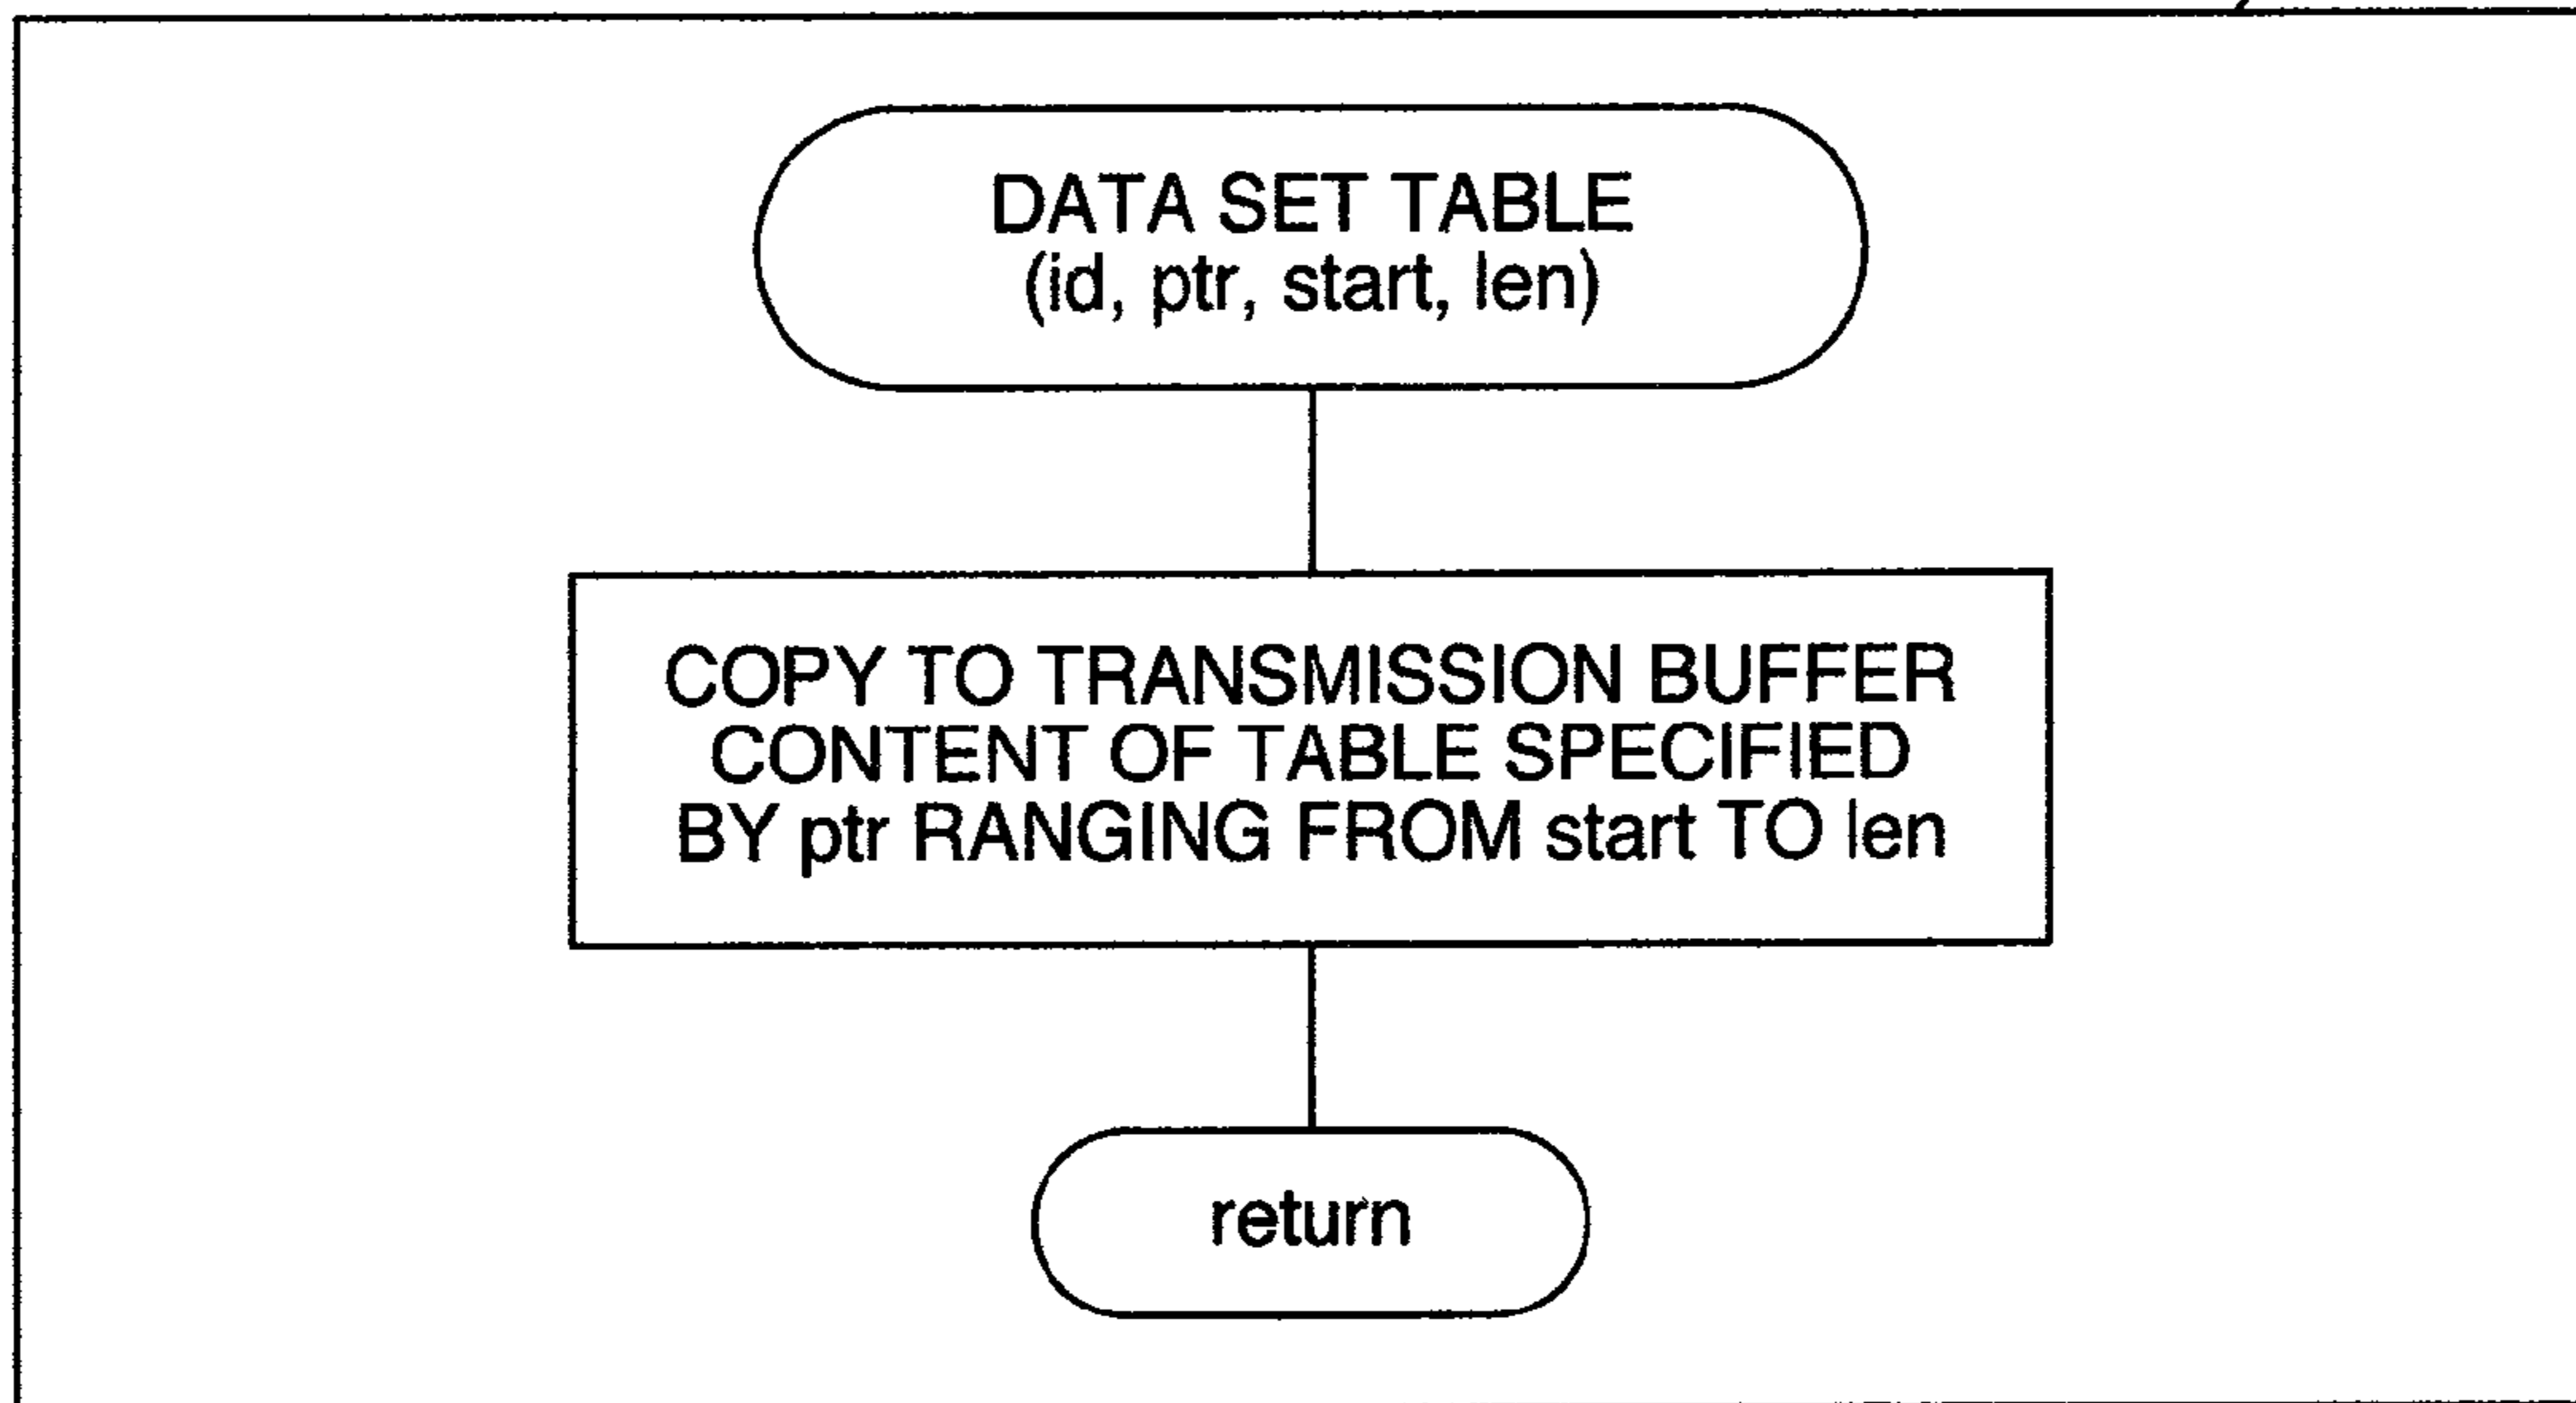 DATA SET TABLE
(id, ptr, start, len)
COPY TO TRANSMISSION BUFFER
CONTENT OF TABLE SPECIFIED
BY ptr RANGING FROM start TO len
return